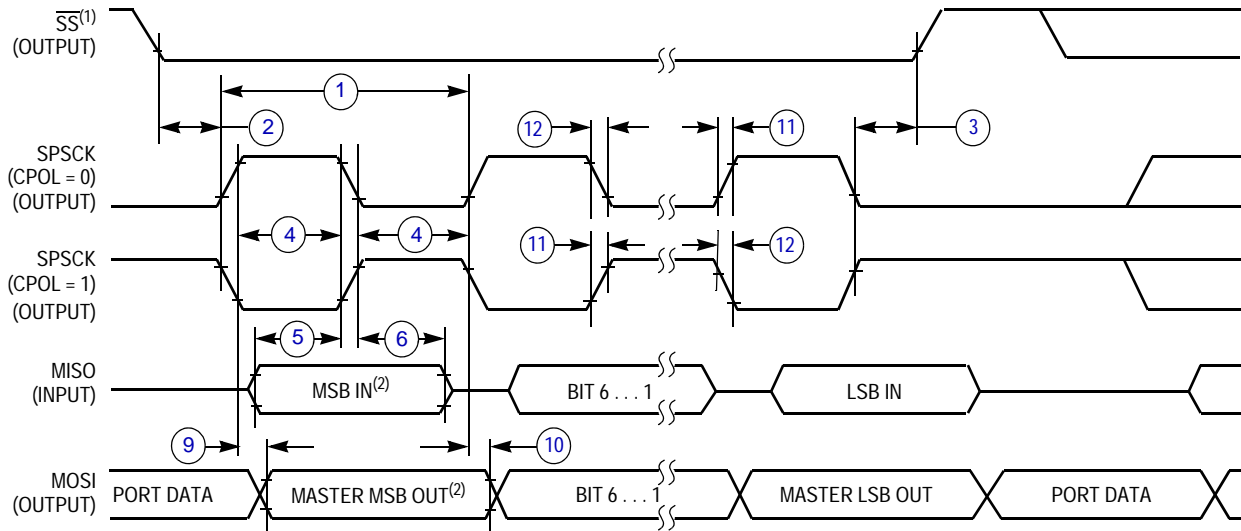 SS(1)
(OUTPUT)
1
2
12
11
3
SPSCK
(CPOL = 0)
(OUTPUT)
4
4
11
12
SPSCK
(CPOL = 1)
(OUTPUT)
5
6
MISO
(INPUT)
MSB IN(2)
BIT 6 . . . 1
LSB IN
9
10
MOSI
(OUTPUT)
PORT DATA
MASTER MSB OUT(2)
BIT 6 . . . 1
MASTER LSB OUT
PORT DATA